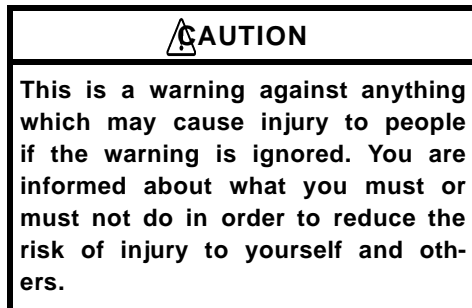 CAUTION
This is a warning against anything
which may cause injury to people
if the warning is ignored. You are
informed about what you must or
must not do in order to reduce the
risk of injury to yourself and oth-
ers.